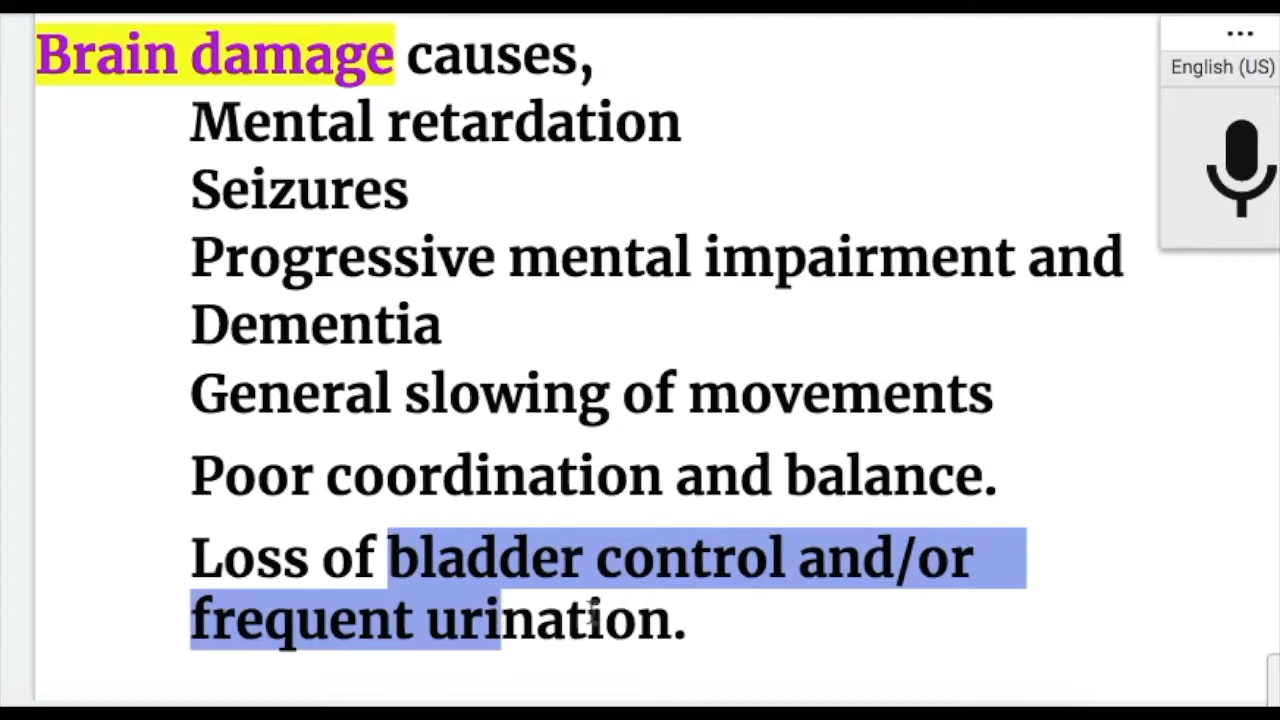 Brain damage causes,
Mental retardation
Seizures
Progressive mental impairment and
Dementia
General slowing of movements
Poor coordination and balance.
Loss of bladder control and/or
frequent urination.
English (US)